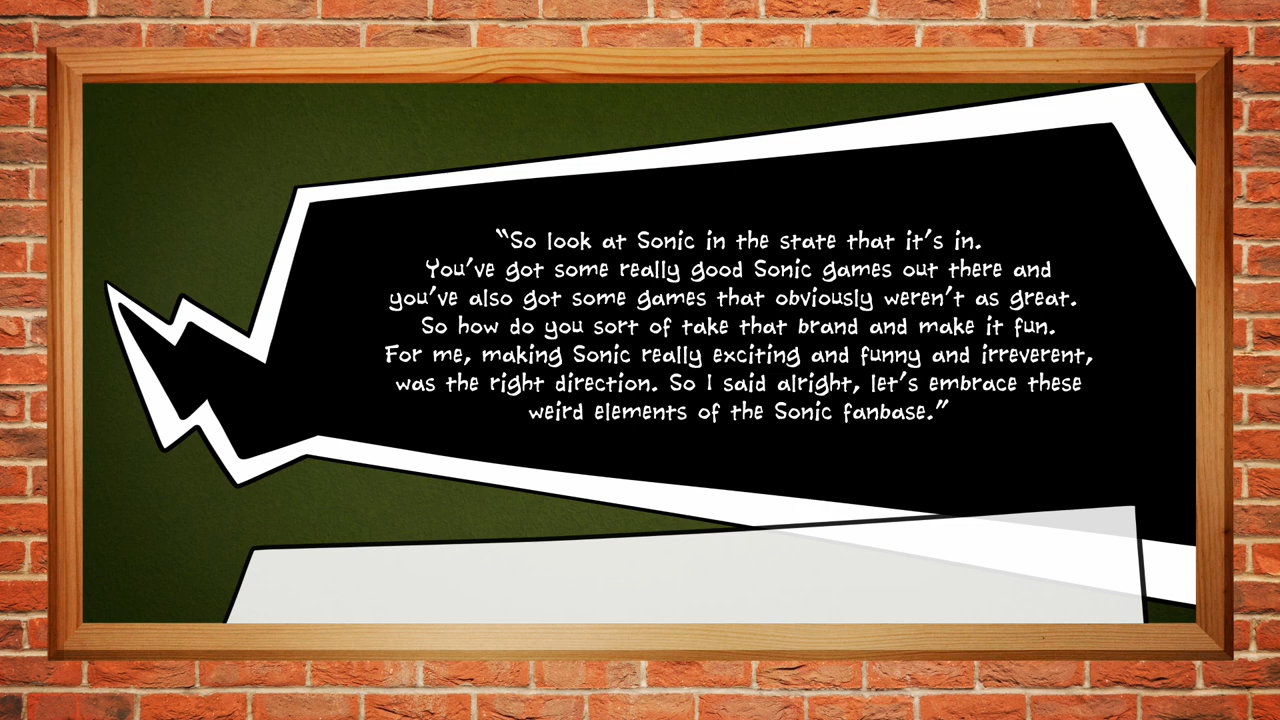 “So look at Sonic in the state that it’s in.
You’ve got some really good Sonic games out there and
you’ve also got some games that obviously weren’t as great.
So how do you sort of take that brand and make it fun.
For me, making Sonic really exciting and funny and irreverent,
was the right direction. So I said alright, let’s embrace these
weird elements of the Sonic fanbase.”